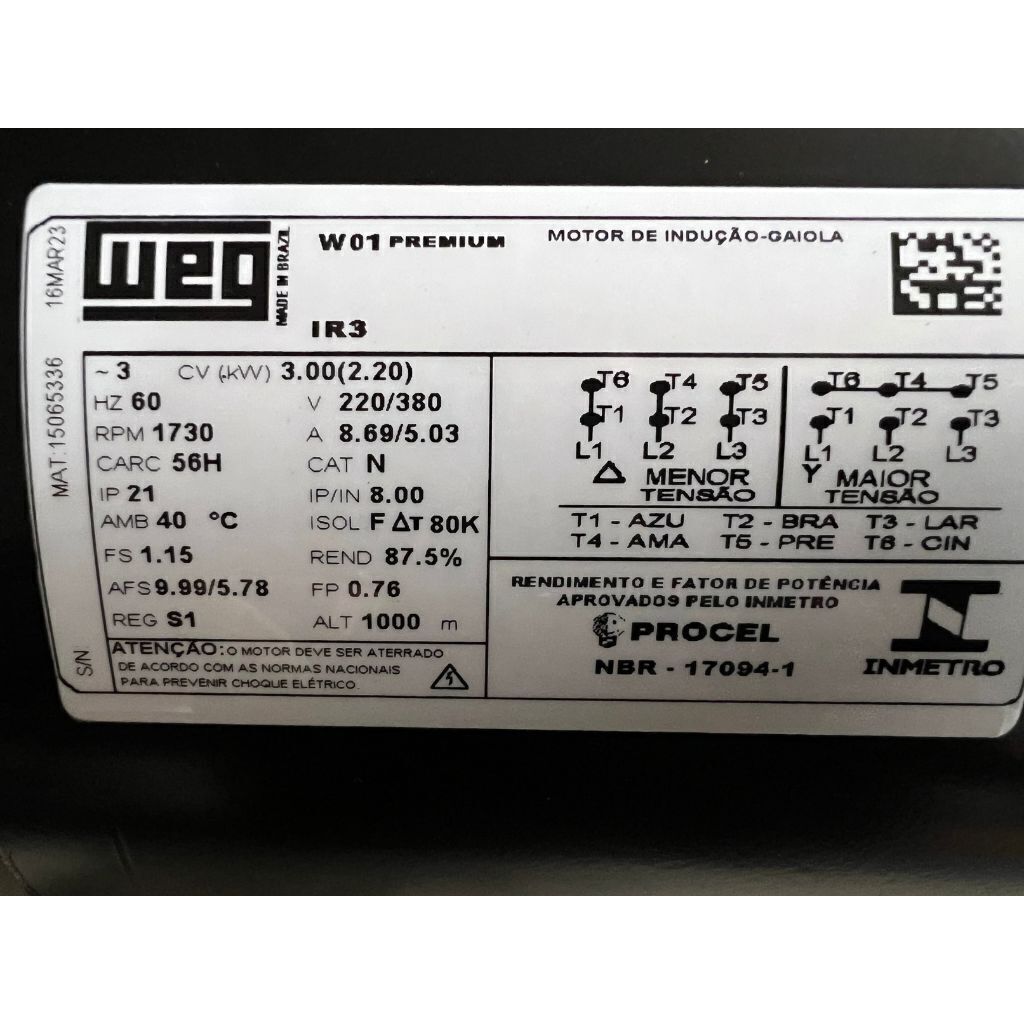 16MAR23
weg
MADE IN BRAZIL
W01 PREMIUM
MOTOR DE INDUÇÃO-GAIOLA
IR3
MAT:15065336
~ 3 CV (kW) 3.00(2.20)
HZ 60 V 220/380
RPM 1730 A 8.69/5.03
CARC 56H CAT N
IP 21 IP/IN 8.00
AMB 40 °C ISOL F ΔT 80K
FS 1.15 REND 87.5%
AFS 9.99/5.78 FP 0.76
REG S1 ALT 1000 m
S/N
ATENÇÃO: O MOTOR DEVE SER ATERRADO
DE ACORDO COM AS NORMAS NACIONAIS
PARA PREVENIR CHOQUE ELÉTRICO.
T6 T4 T5
T1 T2 T3
L1 L2 L3
Δ MENOR
TENSÃO
T6 T4 T5
T1 T2 T3
L1 L2 L3
Y MAIOR
TENSÃO
T1 - AZU T2 - BRA T3 - LAR
T4 - AMA T5 - PRE T6 - CIN
RENDIMENTO E FATOR DE POTÊNCIA
APROVADOS PELO INMETRO
PROCEL
NBR - 17094-1
INMETRO